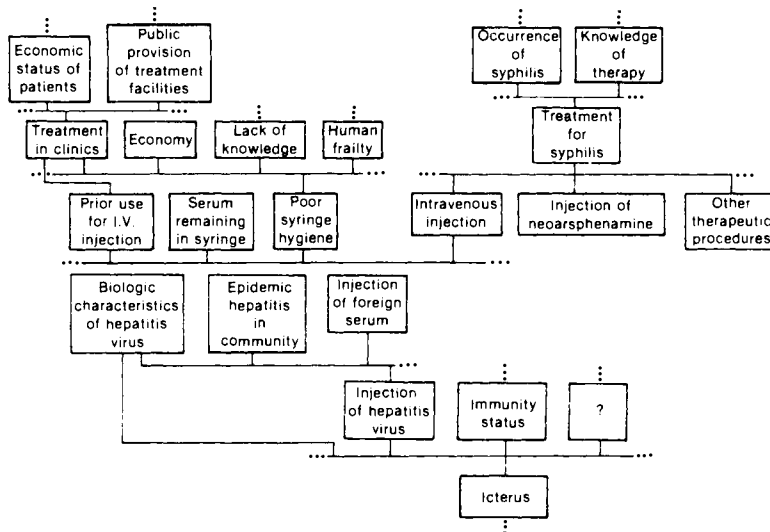 Economic
status of
patients
Public
provision
of treatment
facilities
Occurrence
of
syphilis
Knowledge
of
therapy
Treatment
in clinics
Economy
Lack of
knowledge
Human
frailty
Treatment
for
syphilis
Prior use
for I.V.
injection
Serum
remaining
in syringe
Poor
syringe
hygiene
Intravenous
injection
Injection of
neoarsphenamine
Other
therapeutic
procedures
Biologic
characteristics
of hepatitis
virus
Epidemic
hepatitis
in
community
Injection
of foreign
serum
Injection
of hepatitis
virus
Immunity
status
?
Icterus